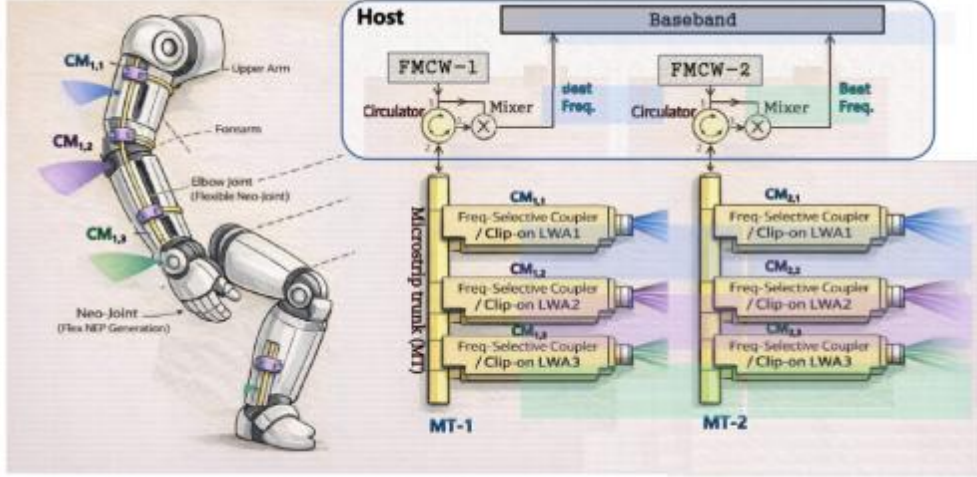 Host
Baseband
FMCW-1
FMCW-2
Beat
Freq.
Beat
Freq.
Circulator
Mixer
Circulator
Mixer
1
2
2
CM1,1
Upper Arm
CM1,2
Forearm
Elbow Joint
(Flexible Neo-Joint)
CM1,3
Neo-Joint
(Flex NEP Generation)
Microstrip trunk (MT)
CM1,1
Freq-Selective Coupler
/ Clip-on LWA1
CM1,2
Freq-Selective Coupler
/ Clip-on LWA2
CM1,3
Freq-Selective Coupler
/ Clip-on LWA3
MT-1
CM2,1
Freq-Selective Coupler
/ Clip-on LWA1
CM2,2
Freq-Selective Coupler
/ Clip-on LWA2
CM2,3
Freq-Selective Coupler
/ Clip-on LWA3
MT-2